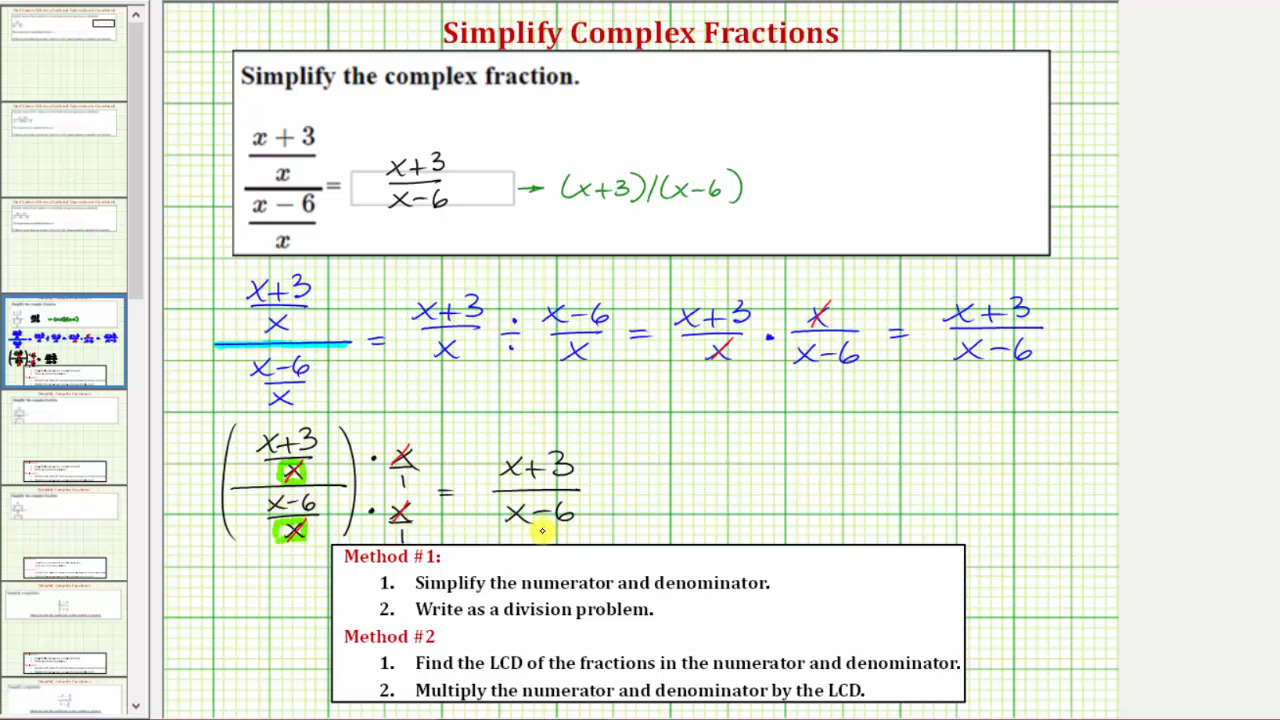 Simplify Complex Fractions
Simplify the complex fraction.
x + 3
x
x − 6
x
=
x+3
x−6
→ (x+3)/(x−6)
x+3
x
x−6
x
= x+3/x ÷ x−6/x = x+3/x · x/x−6 = x+3/x−6
(x+3/x / x−6/x) · x/1 · x/1 = x+3/x−6
Method #1:
1. Simplify the numerator and denominator.
2. Write as a division problem.
Method #2
1. Find the LCD of the fractions in the numerator and denominator.
2. Multiply the numerator and denominator by the LCD.